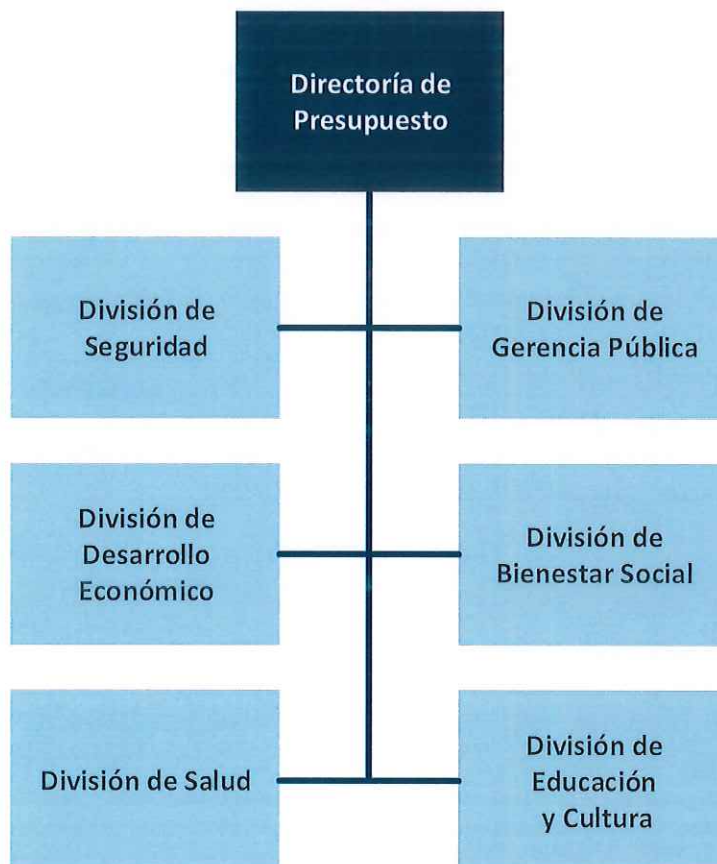 Directoría de
Presupuesto
División de
Seguridad
División de
Gerencia Pública
División de
Desarrollo
Económico
División de
Bienestar Social
División de Salud
División de
Educación
y Cultura